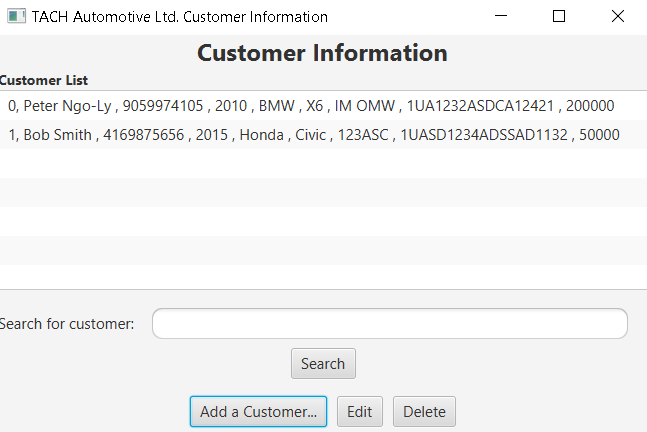 TACH Automotive Ltd. Customer Information
Customer Information
Customer List
0, Peter Ngo-Ly , 9059974105 , 2010 , BMW , X6 , IM OMW , 1UA1232ASDCA12421 , 200000
1, Bob Smith , 4169875656 , 2015 , Honda , Civic , 123ASC , 1UASD1234ADSSAD1132 , 50000
Search for customer:
Search
Add a Customer... Edit Delete